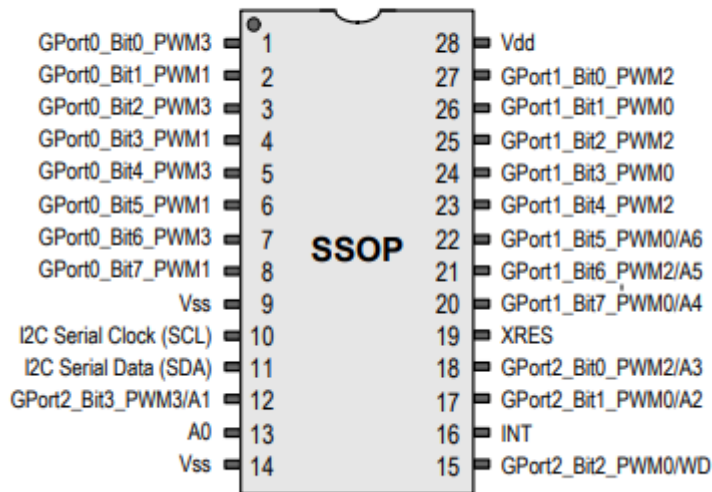 GPort0_Bit0_PWM3 1 28 Vdd
GPort0_Bit1_PWM1 2 27 GPort1_Bit0_PWM2
GPort0_Bit2_PWM3 3 26 GPort1_Bit1_PWM0
GPort0_Bit3_PWM1 4 25 GPort1_Bit2_PWM2
GPort0_Bit4_PWM3 5 24 GPort1_Bit3_PWM0
GPort0_Bit5_PWM1 6 23 GPort1_Bit4_PWM2
GPort0_Bit6_PWM3 7 SSOP 22 GPort1_Bit5_PWM0/A6
GPort0_Bit7_PWM1 8 21 GPort1_Bit6_PWM2/A5
Vss 9 20 GPort1_Bit7_PWM0/A4
I2C Serial Clock (SCL) 10 19 XRES
I2C Serial Data (SDA) 11 18 GPort2_Bit0_PWM2/A3
GPort2_Bit3_PWM3/A1 12 17 GPort2_Bit1_PWM0/A2
A0 13 16 INT
Vss 14 15 GPort2_Bit2_PWM0/WD